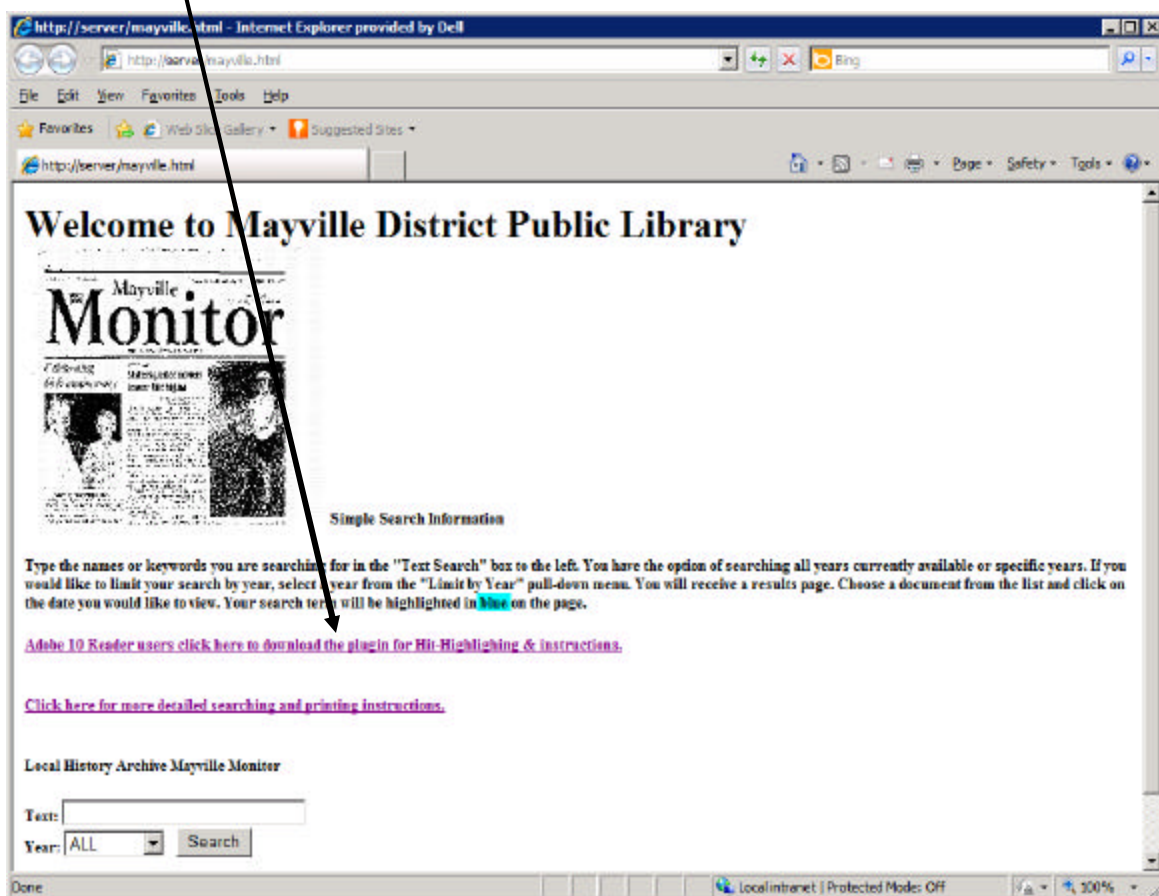 http://server/mayville.html - Internet Explorer provided by Dell
http://server/mayville.html
Bing
File Edit View Favorites Tools Help
Favorites Web Slice Gallery Suggested Sites
http://server/mayville.html
Page Safety Tools
Welcome to Mayville District Public Library
Mayville
Monitor
Simple Search Information
Type the names or keywords you are searching for in the "Text Search" box to the left. You have the option of searching all years currently available or specific years. If you
would like to limit your search by year, select a year from the "Limit by Year" pull-down menu. You will receive a results page. Choose a document from the list and click on
the date you would like to view. Your search term will be highlighted in blue on the page.
Adobe 10 Reader users click here to download the plugin for Hit-Highlighing & instructions.
Click here for more detailed searching and printing instructions.
Local History Archive Mayville Monitor
Text:
Year: ALL Search
Done
Local intranet | Protected Mode: Off
100%